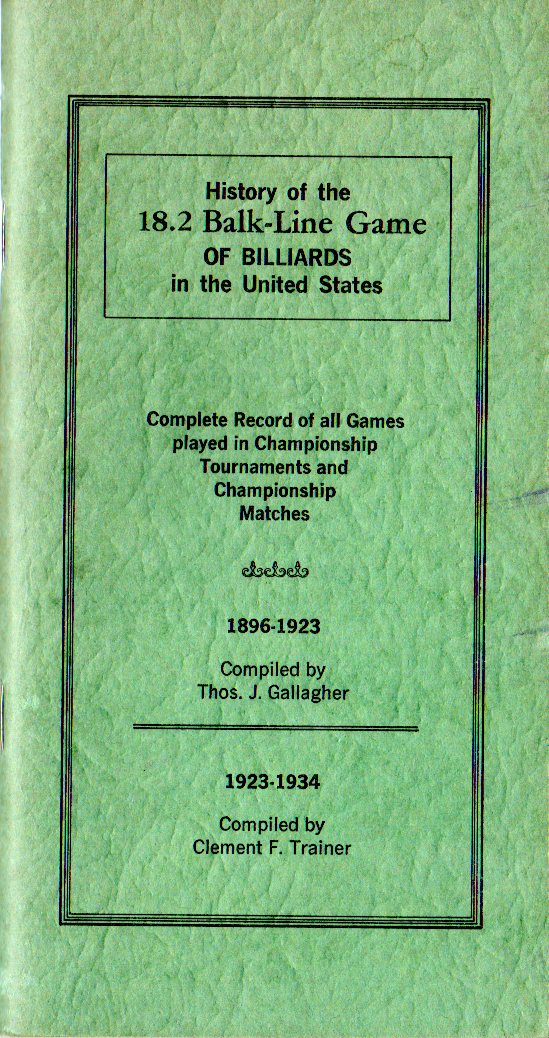 History of the
18.2 Balk-Line Game
OF BILLIARDS
in the United States
Complete Record of all Games
played in Championship
Tournaments and
Championship
Matches
1896-1923
Compiled by
Thos. J. Gallagher
1923-1934
Compiled by
Clement F. Trainer